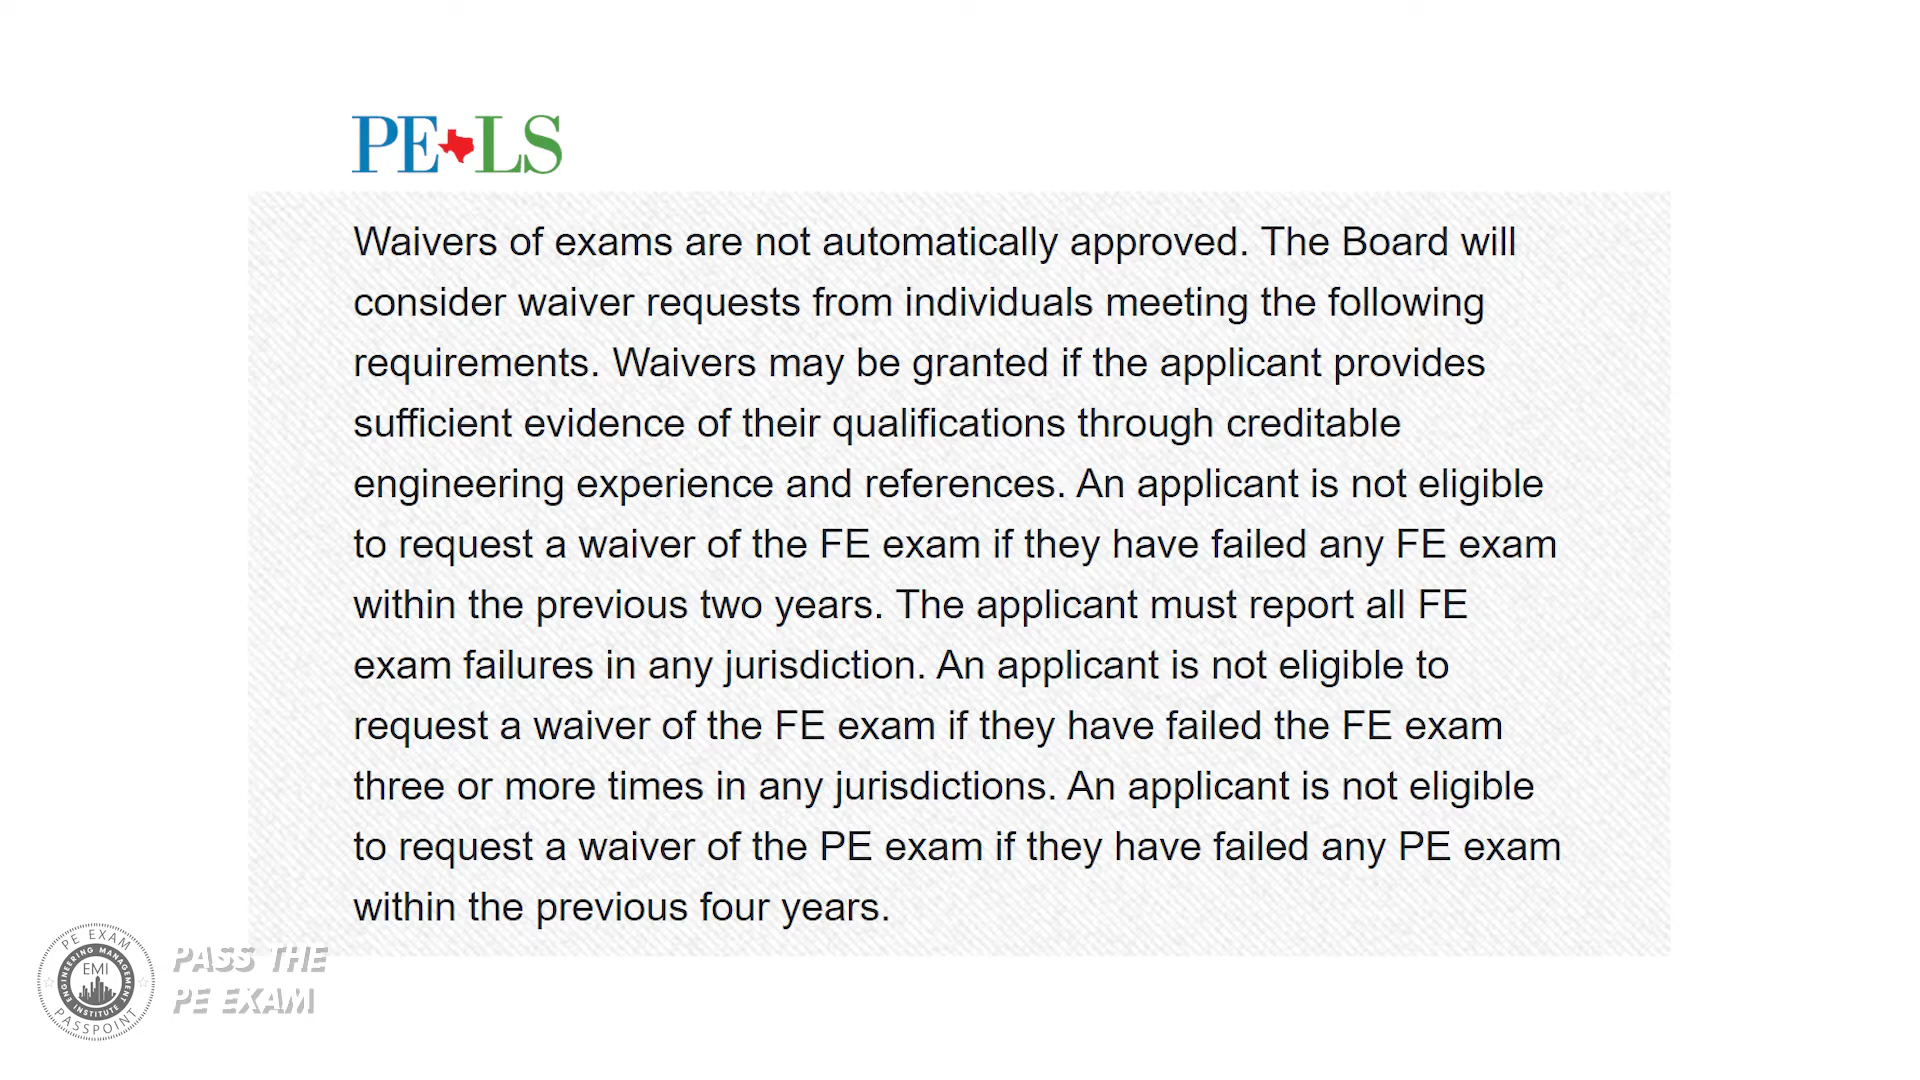 PE LS
Waivers of exams are not automatically approved. The Board will
consider waiver requests from individuals meeting the following
requirements. Waivers may be granted if the applicant provides
sufficient evidence of their qualifications through creditable
engineering experience and references. An applicant is not eligible
to request a waiver of the FE exam if they have failed any FE exam
within the previous two years. The applicant must report all FE
exam failures in any jurisdiction. An applicant is not eligible to
request a waiver of the FE exam if they have failed the FE exam
three or more times in any jurisdictions. An applicant is not eligible
to request a waiver of the PE exam if they have failed any PE exam
within the previous four years.
PE EXAM
ENGINEERING MANAGEMENT
EMI
INSTITUTE
PASSPOINT
PASS THE
PE EXAM